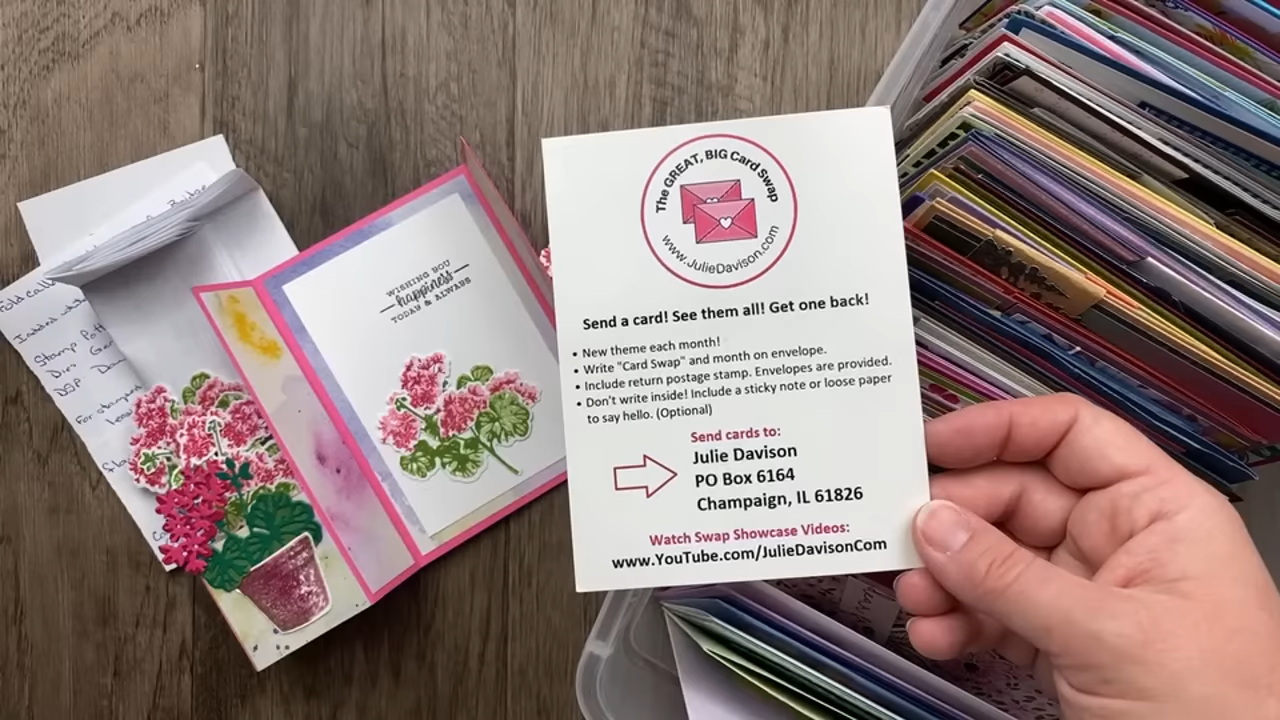 Stamp
For stamped
WISHING YOU
happiness
TODAY & ALWAYS
The GREAT, BIG Card Swap
www.JulieDavison.com
Send a card! See them all! Get one back!
• New theme each month!
• Write "Card Swap" and month on envelope.
• Include return postage stamp. Envelopes are provided.
• Don't write inside! Include a sticky note or loose paper
to say hello. (Optional)
Send cards to:
Julie Davison
PO Box 6164
Champaign, IL 61826
Watch Swap Showcase Videos:
www.YouTube.com/JulieDavisonCom